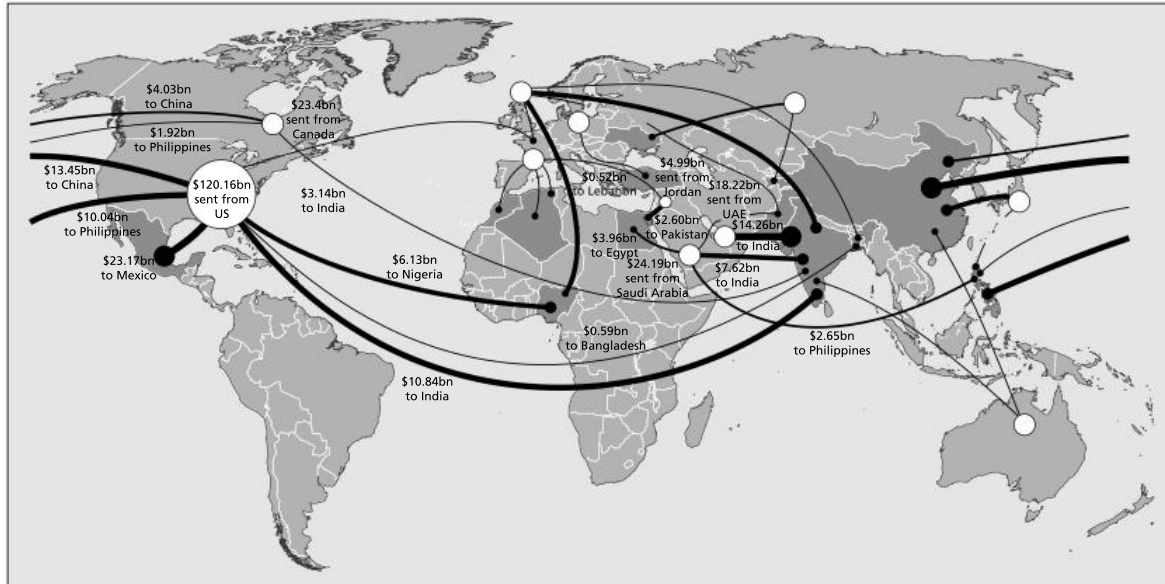 $4.03bn
to China
$23.4bn
sent from
Canada
$1.92bn
to Philippines
$13.45bn
to China
$120.16bn
sent from
US
$10.04bn
to Philippines
$23.17bn
to Mexico
$3.14bn
to India
$6.13bn
to Nigeria
$10.84bn
to India
$0.59bn
to Bangladesh
$0.52bn
to Lebanon
$4.99bn
sent from
Jordan
$18.22bn
sent from
UAE
$2.60bn
to Pakistan
$14.26bn
to India
$3.96bn
to Egypt
$24.19bn
sent from
Saudi Arabia
$7.62bn
to India
$2.65bn
to Philippines